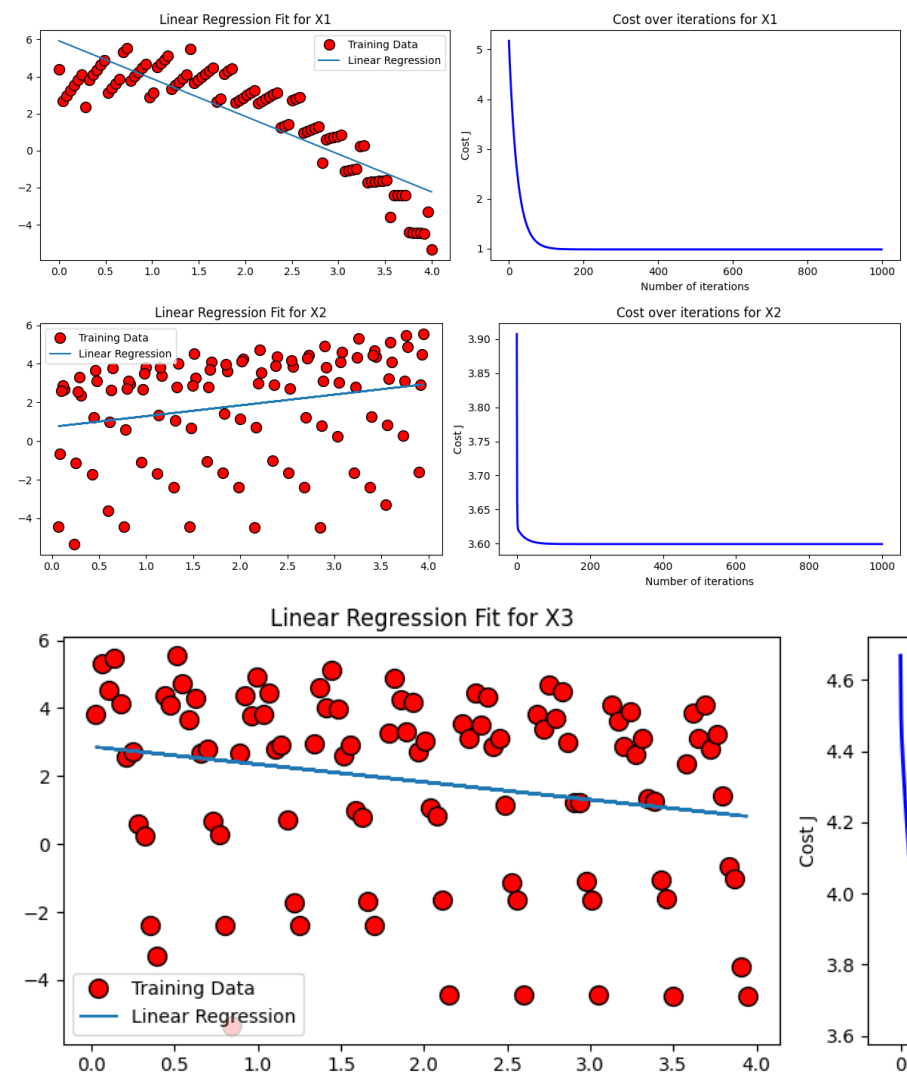 Linear Regression Fit for X1
6
4
2
0
−2
−4
0.0 0.5 1.0 1.5 2.0 2.5 3.0 3.5 4.0
Training Data
Linear Regression
Cost over iterations for X1
Cost J
5
4
3
2
1
0 200 400 600 800 1000
Number of iterations
Linear Regression Fit for X2
6
4
2
0
−2
−4
0.0 0.5 1.0 1.5 2.0 2.5 3.0 3.5 4.0
Training Data
Linear Regression
Cost over iterations for X2
Cost J
3.90
3.85
3.80
3.75
3.70
3.65
3.60
0 200 400 600 800 1000
Number of iterations
Linear Regression Fit for X3
6
4
2
0
−2
−4
0.0 0.5 1.0 1.5 2.0 2.5 3.0 3.5 4.0
Training Data
Linear Regression
Cost J
4.6
4.4
4.2
4.0
3.8
3.6
0